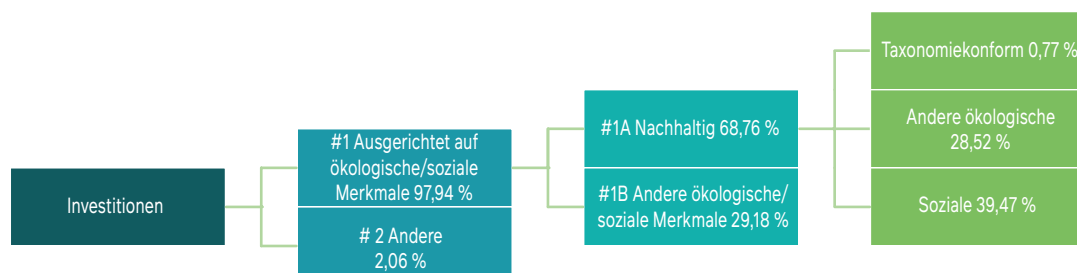 Investitionen
#1 Ausgerichtet auf
ökologische/soziale
Merkmale 97,94 %
# 2 Andere
2,06 %
#1A Nachhaltig 68,76 %
#1B Andere ökologische/
soziale Merkmale 29,18 %
Taxonomiekonform 0,77 %
Andere ökologische
28,52 %
Soziale 39,47 %